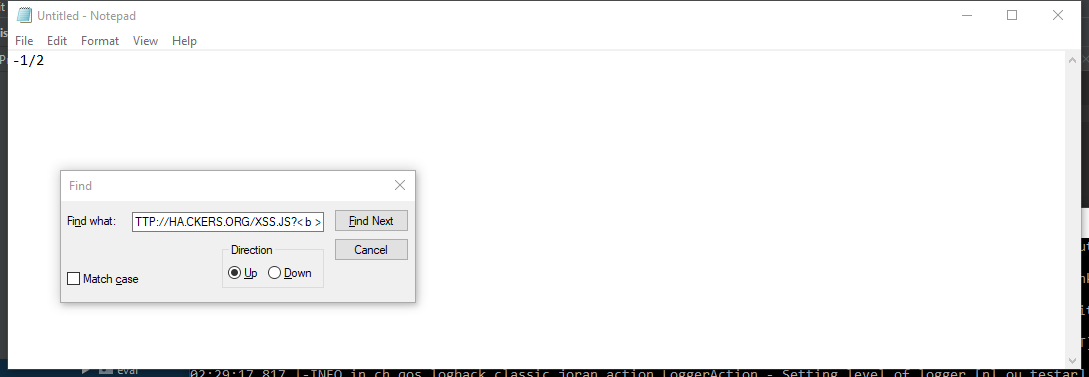 Untitled - Notepad
File Edit Format View Help
-1/2
Find
Find what: TTP://HA.CKERS.ORG/XSS.JS?< b > Find Next
Cancel
Direction
Up Down
Match case
eval
02:29:17,817 |-INFO in ch.qos.logback.classic.joran.action.LoggerAction - Setting level of logger [nl.ou.testar]